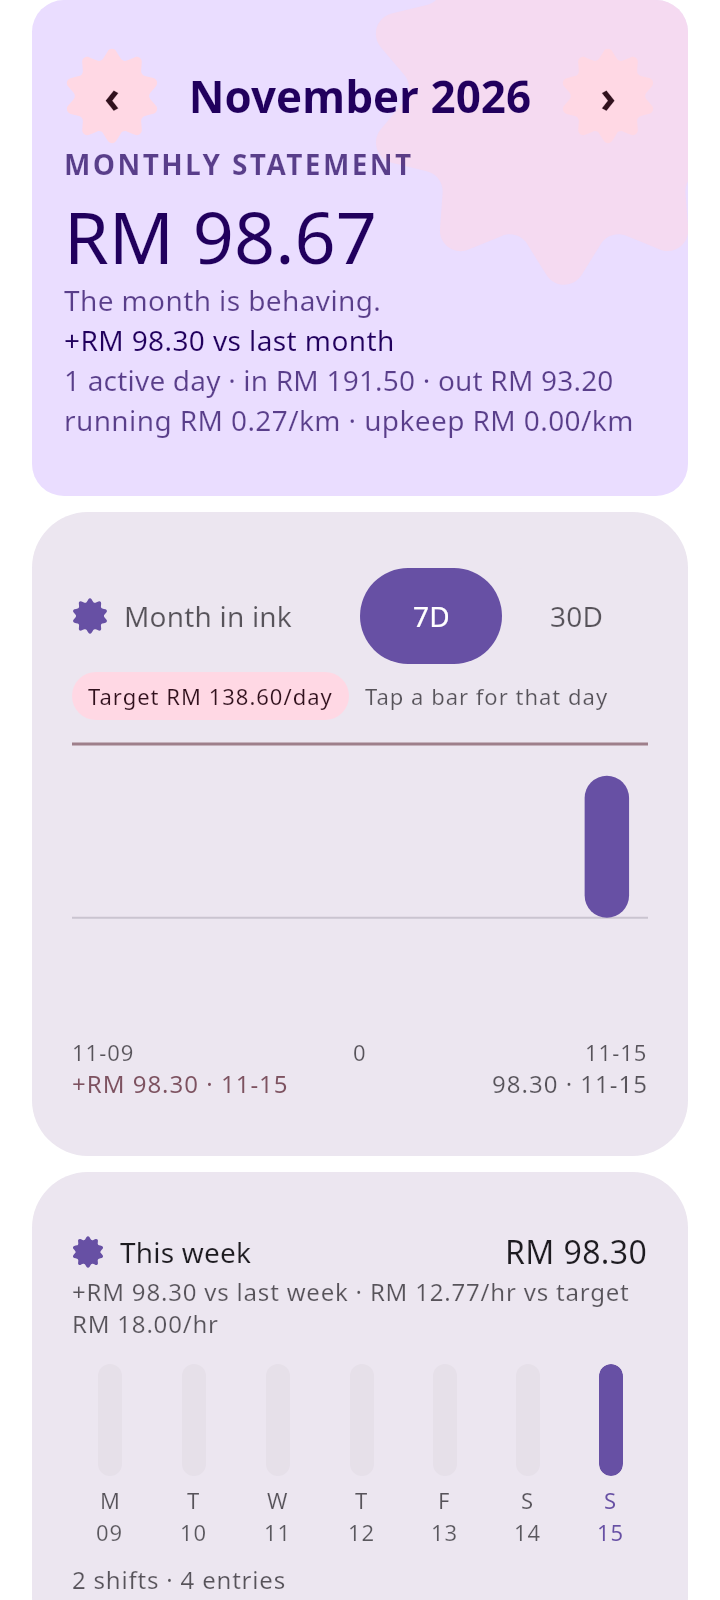 ‹ November 2026 ›
MONTHLY STATEMENT
RM 98.67
The month is behaving.
+RM 98.30 vs last month
1 active day · in RM 191.50 · out RM 93.20
running RM 0.27/km · upkeep RM 0.00/km
Month in ink 7D 30D
Target RM 138.60/day Tap a bar for that day
11-09 0 11-15
+RM 98.30 · 11-15 98.30 · 11-15
This week RM 98.30
+RM 98.30 vs last week · RM 12.77/hr vs target
RM 18.00/hr
M T W T F S S
09 10 11 12 13 14 15
2 shifts · 4 entries